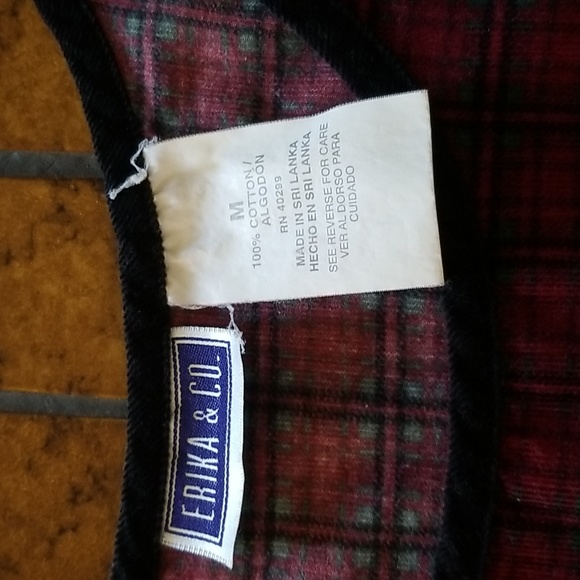 M
100% COTTON /
ALGODÓN
RN 40299
MADE IN SRI LANKA
HECHO EN SRI LANKA
SEE REVERSE FOR CARE
VER AL DORSO PARA
CUIDADO
ERIKA & CO.